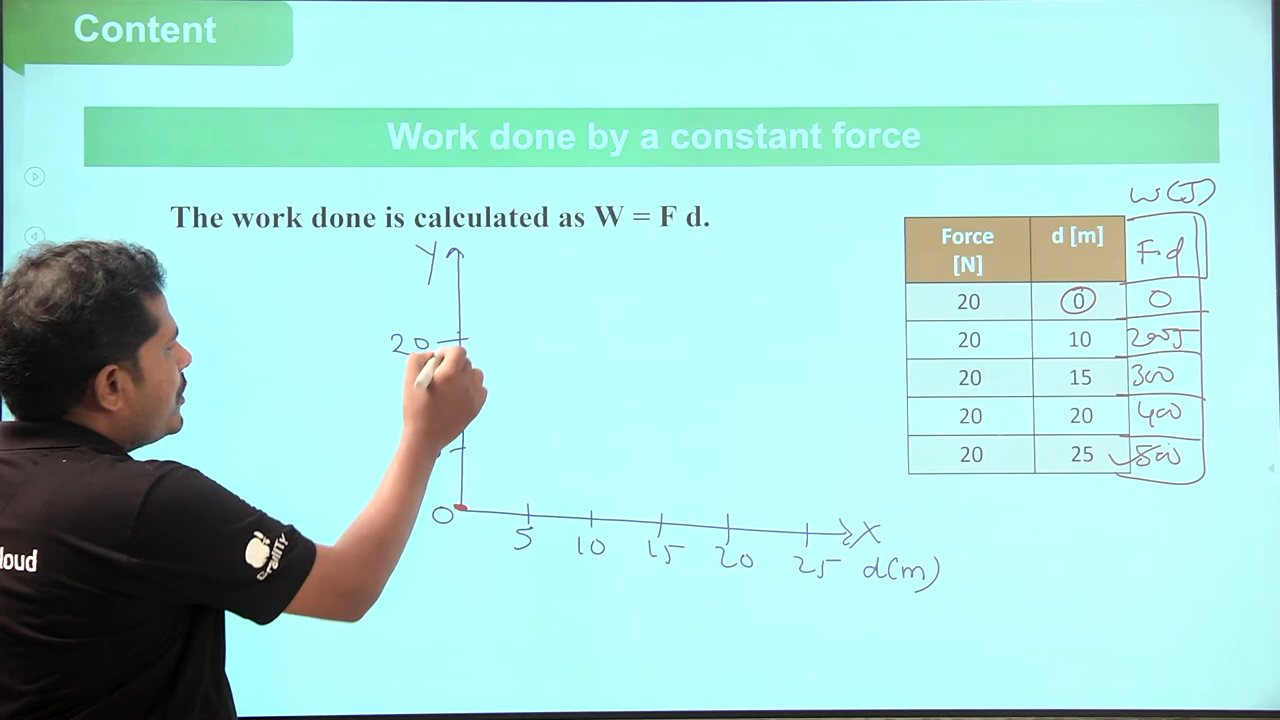 Content
Work done by a constant force
The work done is calculated as W = F d.
W(J)
Force [N] d [m] F·d
20 0 0
20 10 200J
20 15 300
20 20 400
20 25 500
Y
20
0
5 10 15 20 25 X
d(m)
loud
Gravity